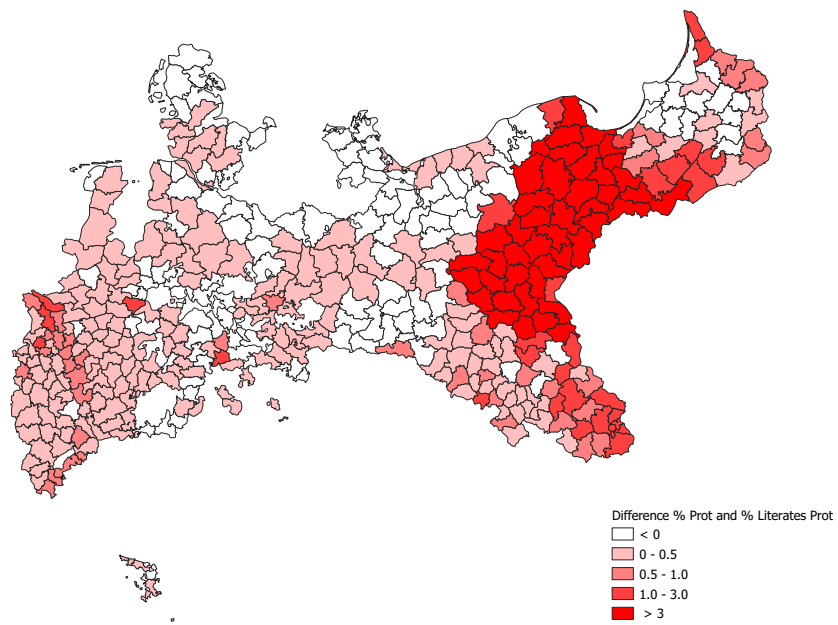 Difference % Prot and % Literates Prot
< 0
0 - 0.5
0.5 - 1.0
1.0 - 3.0
> 3